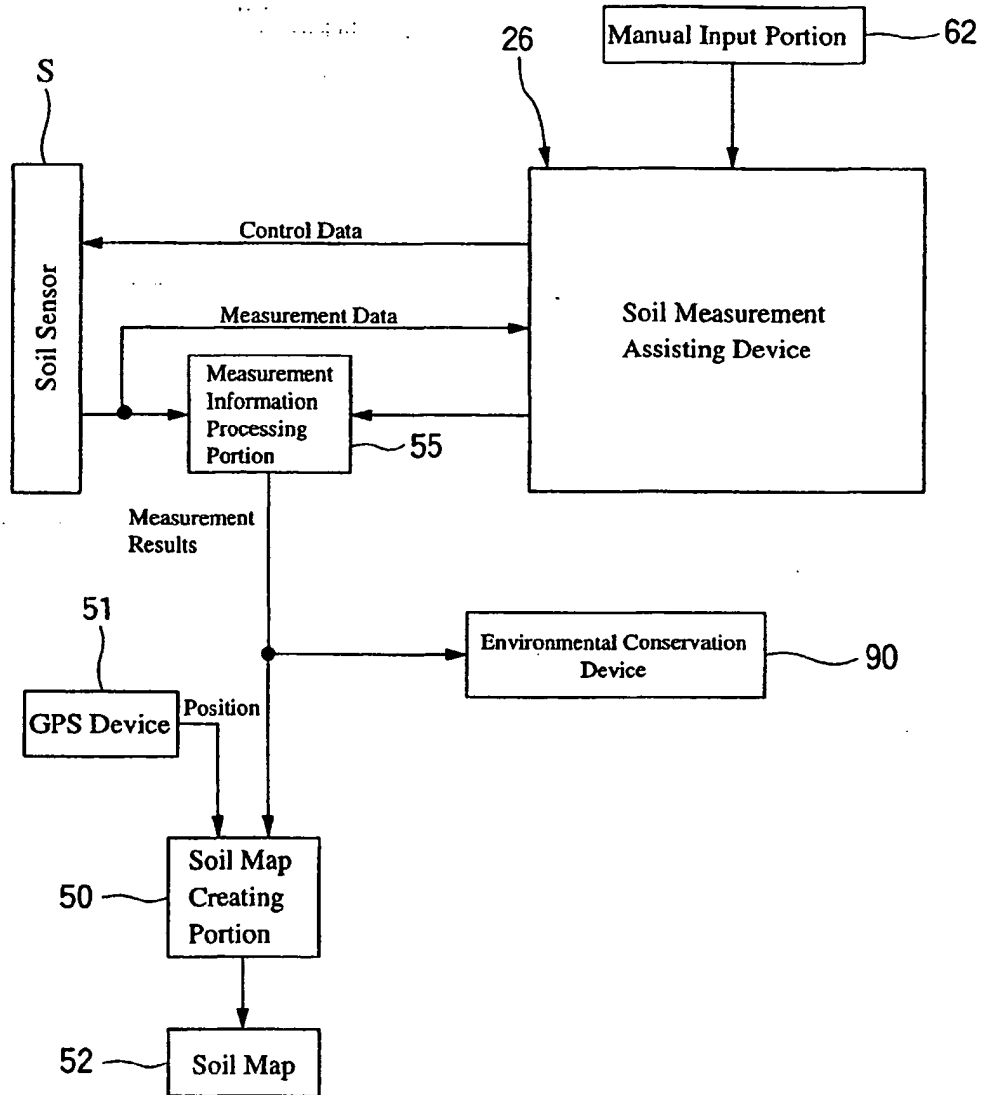 Manual Input Portion
62
26
S
Control Data
Soil Sensor
Measurement Data
Soil Measurement
Assisting Device
Measurement
Information
Processing
Portion
55
Measurement
Results
51
Environmental Conservation
Device
90
GPS Device
Position
Soil Map
Creating
Portion
50
52
Soil Map